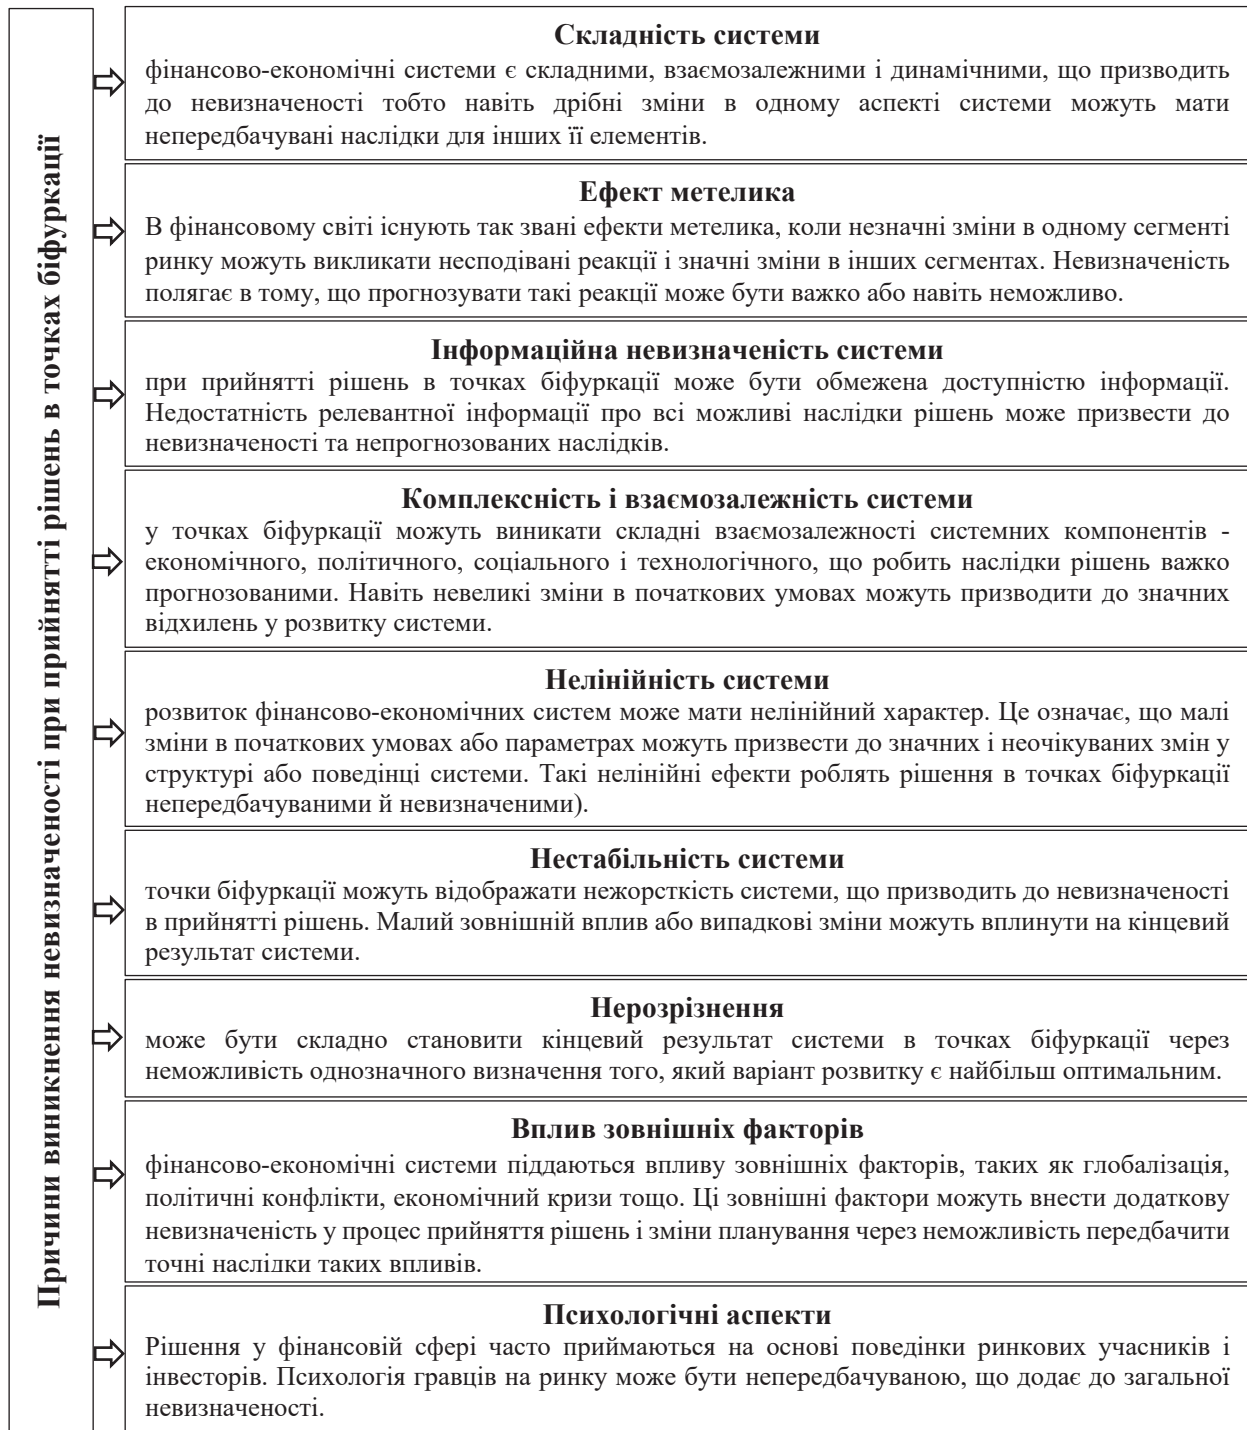 Причини виникнення невизначеності при прийнятті рішень в точках біфуркації
Складність системи
фінансово-економічні системи є складними, взаємозалежними і динамічними, що призводить
до невизначеності тобто навіть дрібні зміни в одному аспекті системи можуть мати
непередбачувані наслідки для інших її елементів.
Ефект метелика
В фінансовому світі існують так звані ефекти метелика, коли незначні зміни в одному сегменті
ринку можуть викликати несподівані реакції і значні зміни в інших сегментах. Невизначеність
полягає в тому, що прогнозувати такі реакції може бути важко або навіть неможливо.
Інформаційна невизначеність системи
при прийнятті рішень в точках біфуркації може бути обмежена доступністю інформації.
Недостатність релевантної інформації про всі можливі наслідки рішень може призвести до
невизначеності та непрогнозованих наслідків.
Комплексність і взаємозалежність системи
у точках біфуркації можуть виникати складні взаємозалежності системних компонентів -
економічного, політичного, соціального і технологічного, що робить наслідки рішень важко
прогнозованими. Навіть невеликі зміни в початкових умовах можуть призводити до значних
відхилень у розвитку системи.
Нелінійність системи
розвиток фінансово-економічних систем може мати нелінійний характер. Це означає, що малі
зміни в початкових умовах або параметрах можуть призвести до значних і неочікуваних змін у
структурі або поведінці системи. Такі нелінійні ефекти роблять рішення в точках біфуркації
непередбачуваними й невизначеними).
Нестабільність системи
точки біфуркації можуть відображати нежорсткість системи, що призводить до невизначеності
в прийнятті рішень. Малий зовнішній вплив або випадкові зміни можуть вплинути на кінцевий
результат системи.
Нерозрізнення
може бути складно становити кінцевий результат системи в точках біфуркації через
неможливість однозначного визначення того, який варіант розвитку є найбільш оптимальним.
Вплив зовнішніх факторів
фінансово-економічні системи піддаються впливу зовнішніх факторів, таких як глобалізація,
політичні конфлікти, економічний кризи тощо. Ці зовнішні фактори можуть внести додаткову
невизначеність у процес прийняття рішень і зміни планування через неможливість передбачити
точні наслідки таких впливів.
Психологічні аспекти
Рішення у фінансовій сфері часто приймаються на основі поведінки ринкових учасників і
інвесторів. Психологія гравців на ринку може бути непередбачуваною, що додає до загальної
невизначеності.